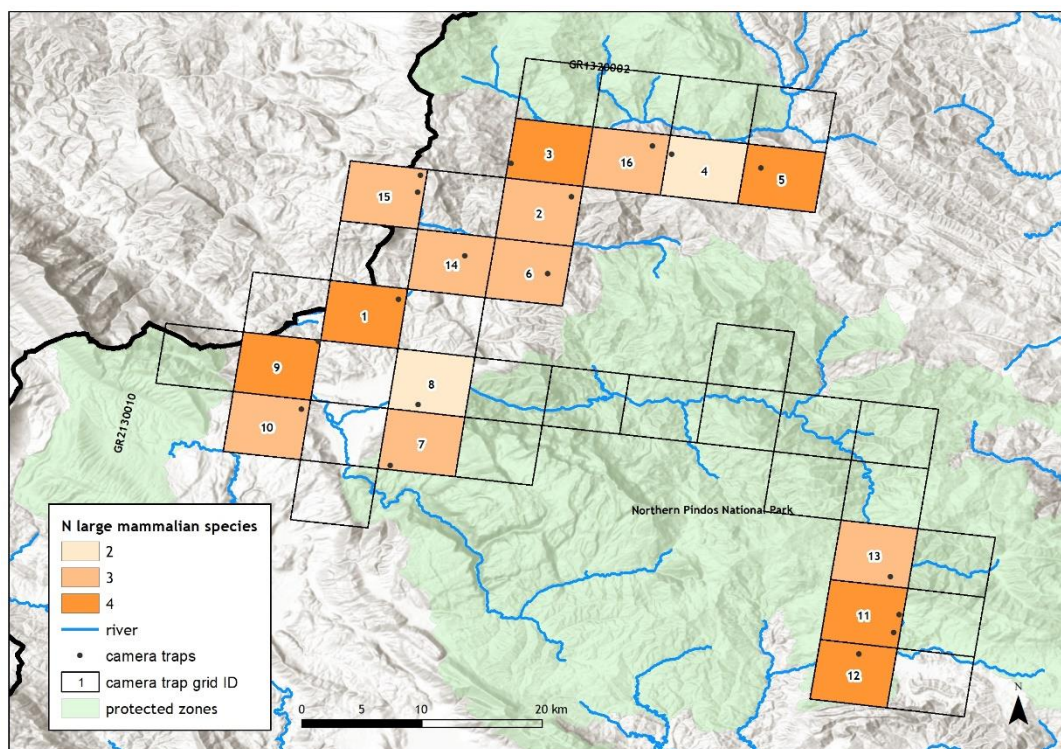 GR1320002
3
16
4
5
15
2
14
6
1
9
8
10
7
GR2130010
Northern Pindos National Park
13
11
12
N large mammalian species
2
3
4
river
camera traps
1 camera trap grid ID
protected zones
0 5 10 20 km
N